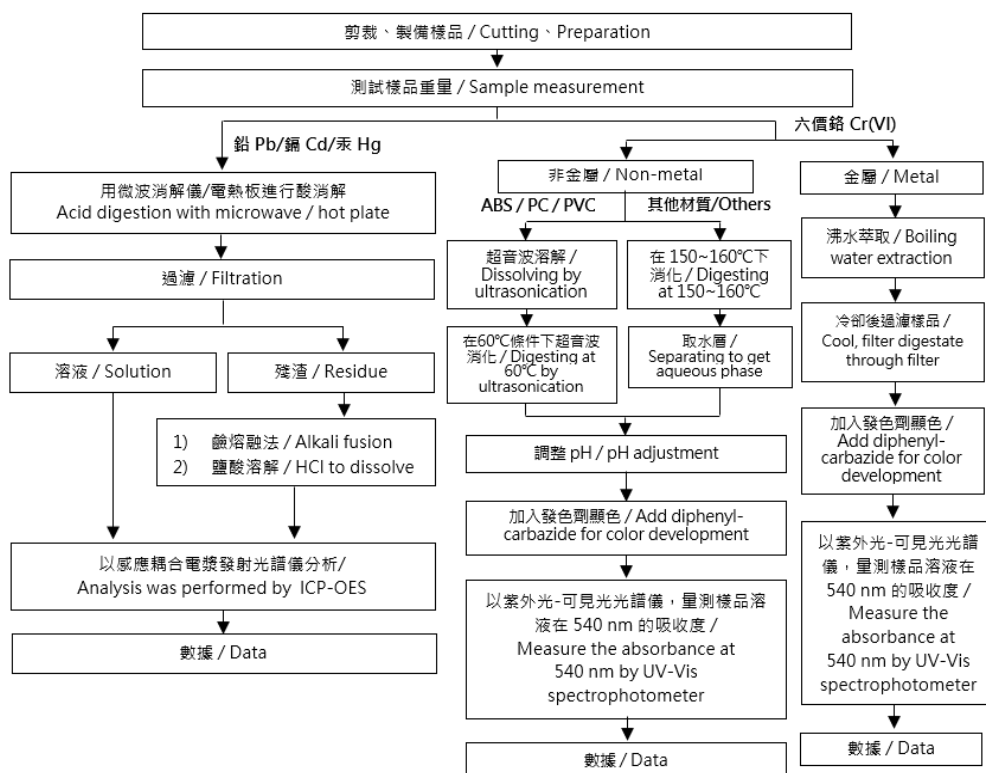 剪裁、製備樣品 / Cutting、Preparation
測試樣品重量 / Sample measurement
鉛 Pb/鎘 Cd/汞 Hg
六價鉻 Cr(VI)
用微波消解儀/電熱板進行酸消解
Acid digestion with microwave / hot plate
過濾 / Filtration
溶液 / Solution
殘渣 / Residue
1) 鹼熔融法 / Alkali fusion
2) 鹽酸溶解 / HCl to dissolve
以感應耦合電漿發射光譜儀分析/
Analysis was performed by ICP-OES
數據 / Data
非金屬 / Non-metal
ABS / PC / PVC
其他材質/Others
超音波溶解 /
Dissolving by
ultrasonication
在 150~160℃下
消化 / Digesting
at 150~160℃
在60℃條件下超音波
消化 / Digesting at
60℃ by
ultrasonication
取水層 /
Separating to get
aqueous phase
調整 pH / pH adjustment
加入發色劑顯色 / Add diphenyl-
carbazide for color development
以紫外光-可見光光譜儀，量測樣品溶
液在 540 nm 的吸收度 /
Measure the absorbance at
540 nm by UV-Vis
spectrophotometer
數據 / Data
金屬 / Metal
沸水萃取 / Boiling
water extraction
冷卻後過濾樣品 /
Cool, filter digestate
through filter
加入發色劑顯色 /
Add diphenyl-
carbazide for color
development
以紫外光-可見光光譜
儀，量測樣品溶液在
540 nm 的吸收度 /
Measure the
absorbance at
540 nm by UV-Vis
spectrophotometer
數據 / Data